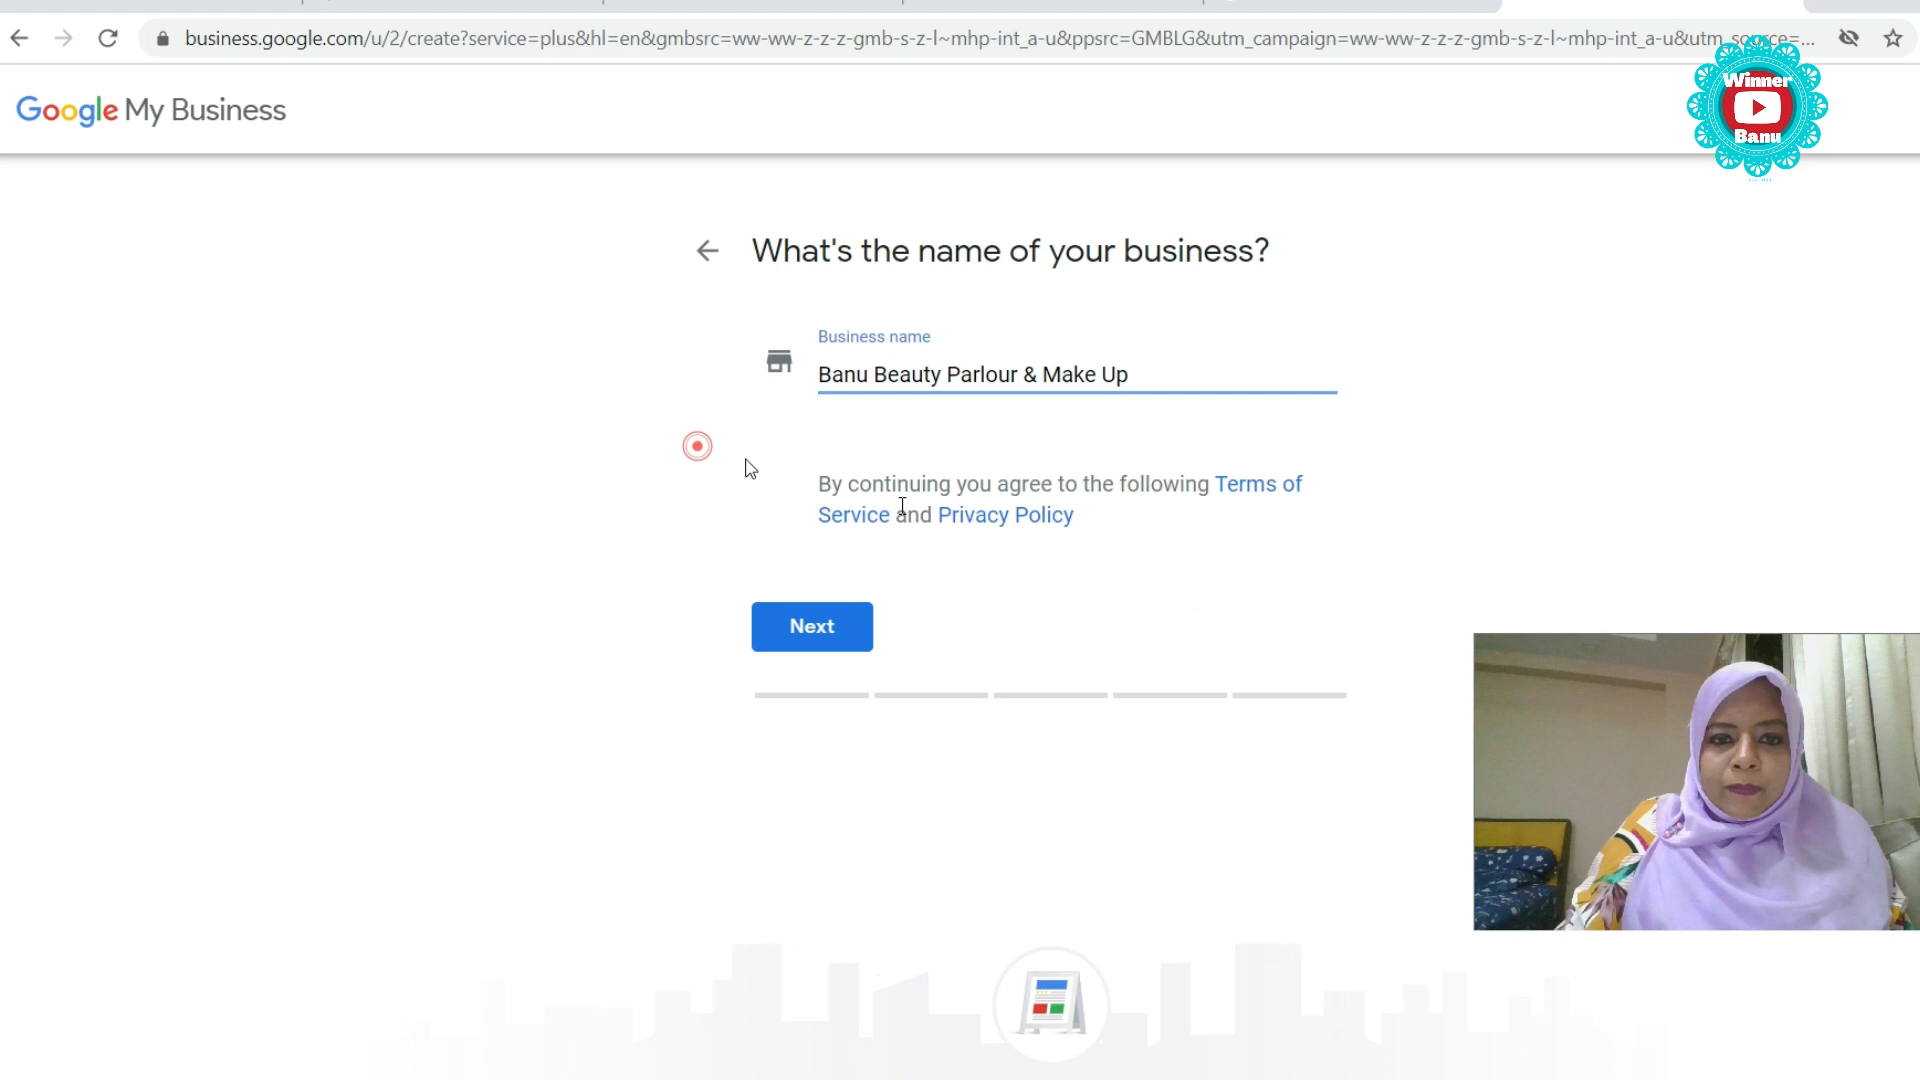 business.google.com/u/2/create?service=plus&hl=en&gmbsrc=ww-ww-z-z-z-gmb-s-z-l~mhp-int_a-u&ppsrc=GMBLG&utm_campaign=ww-ww-z-z-z-gmb-s-z-l~mhp-int_a-u&utm_source=...
Google My Business
Winner
Banu
What's the name of your business?
Business name
Banu Beauty Parlour & Make Up
By continuing you agree to the following Terms of
Service and Privacy Policy
Next